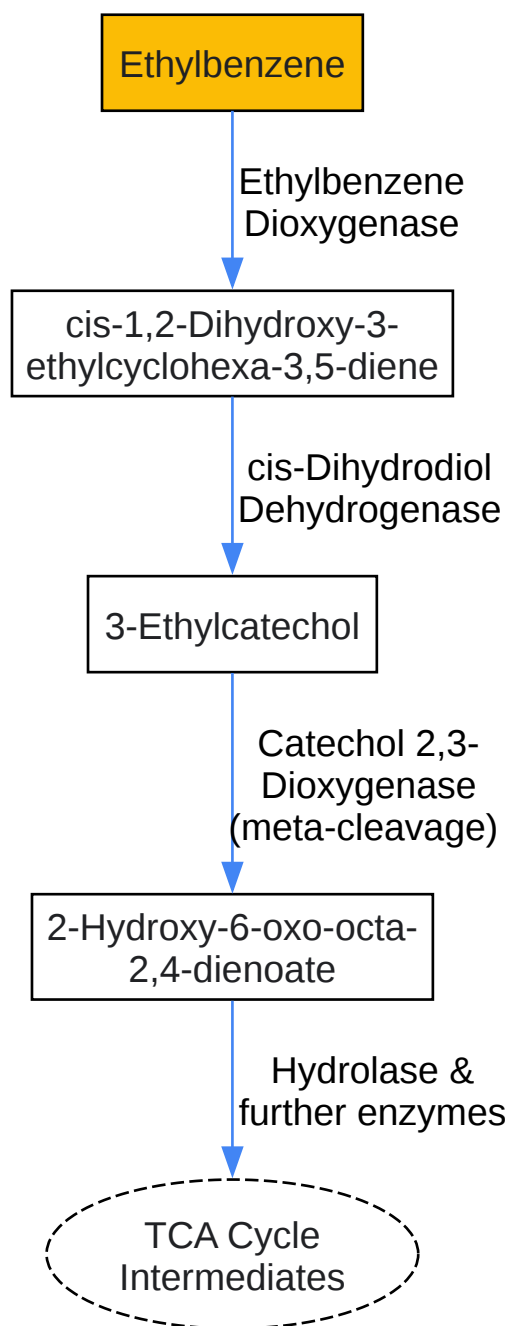 Ethylbenzene
Ethylbenzene
Dioxygenase
cis-1,2-Dihydroxy-3-
ethylcyclohexa-3,5-diene
cis-Dihydrodiol
Dehydrogenase
3-Ethylcatechol
Catechol 2,3-
Dioxygenase
(meta-cleavage)
2-Hydroxy-6-oxo-octa-
2,4-dienoate
Hydrolase &
further enzymes
TCA Cycle
Intermediates